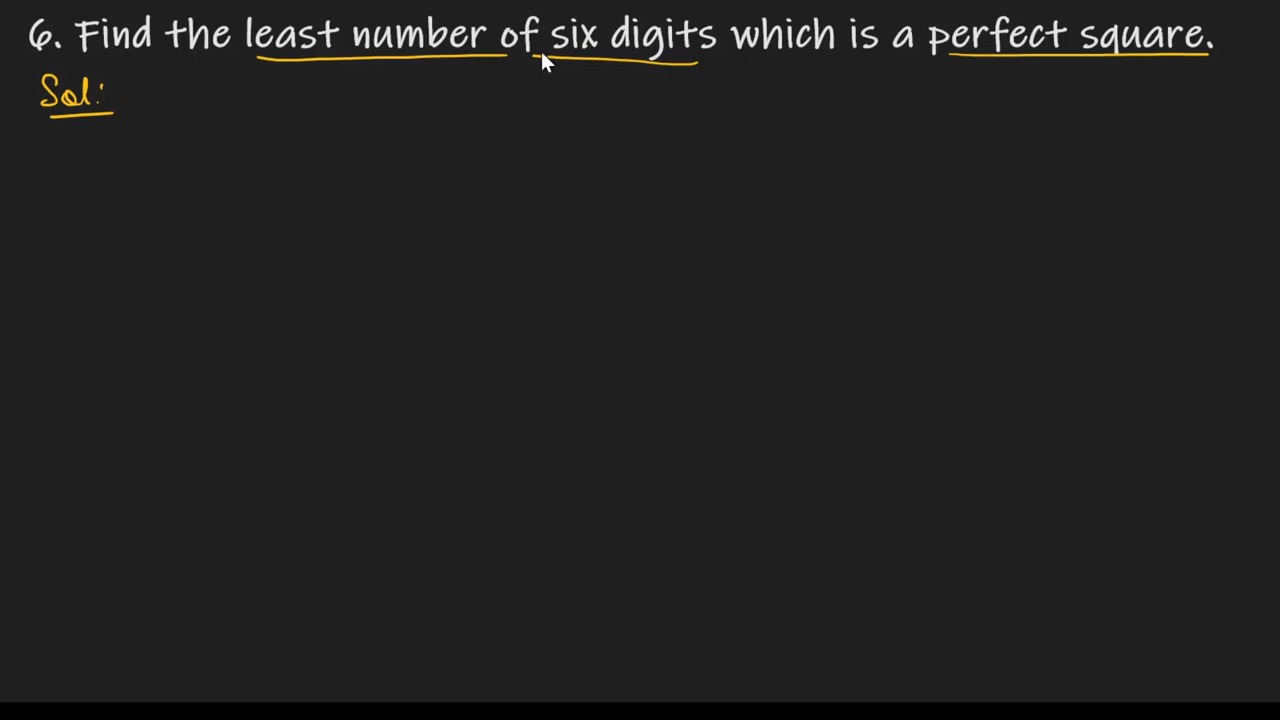 6. Find the least number of six digits which is a perfect square.
Sol: